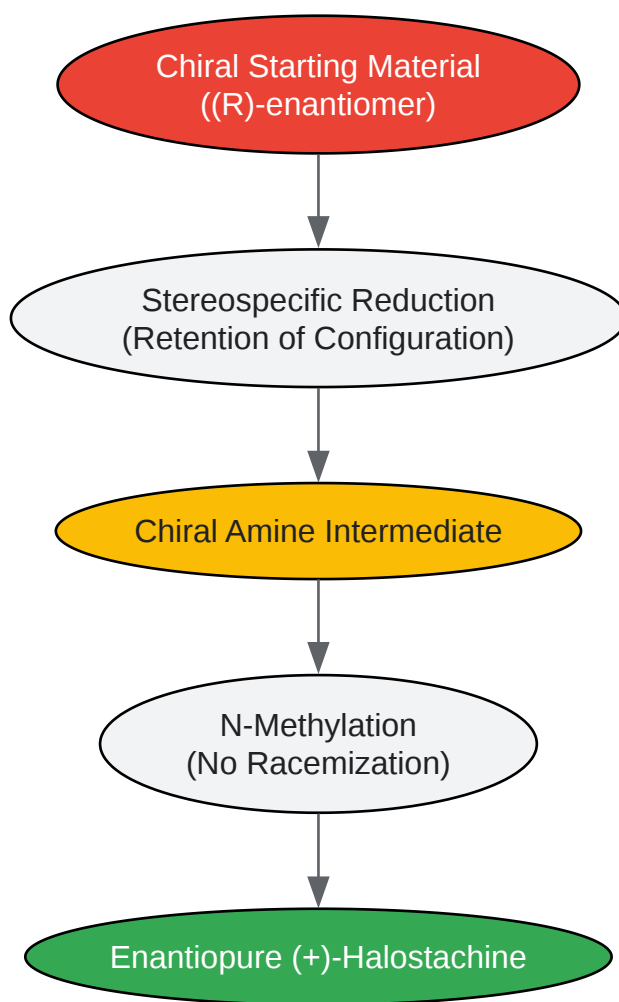 Chiral Starting Material
((R)-enantiomer)
Stereospecific Reduction
(Retention of Configuration)
Chiral Amine Intermediate
N-Methylation
(No Racemization)
Enantiopure (+)-Halostachine